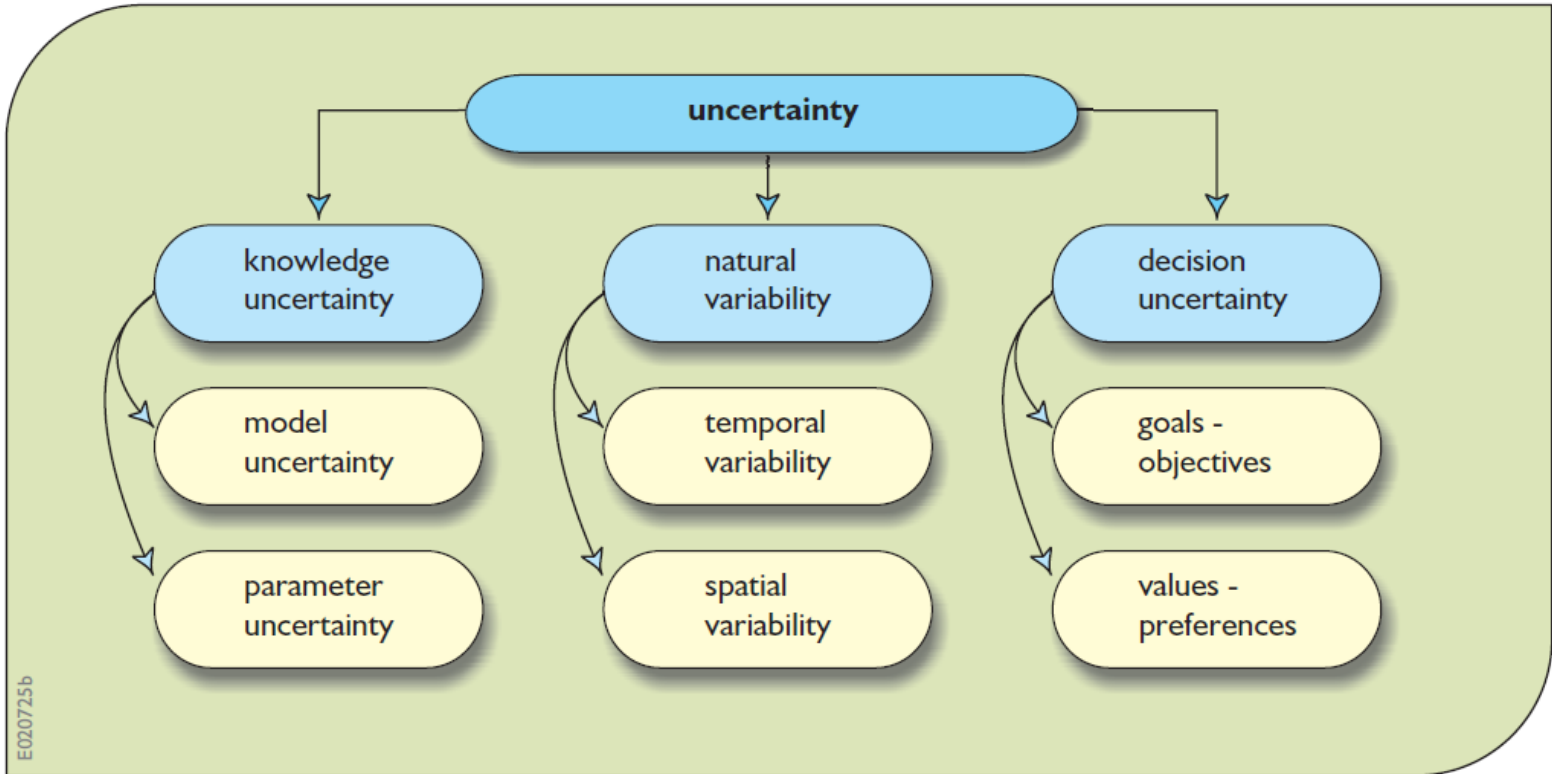 uncertainty
knowledge
uncertainty
natural
variability
decision
uncertainty
model
uncertainty
temporal
variability
goals -
objectives
parameter
uncertainty
spatial
variability
values -
preferences
E020725b